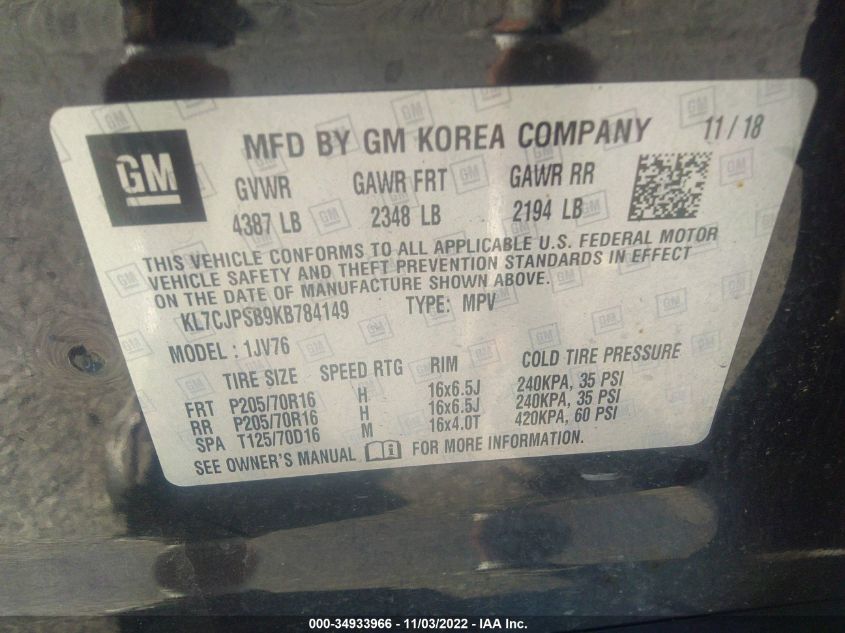 GM
MFD BY GM KOREA COMPANY 11/18
GVWR GAWR FRT GAWR RR
4387 LB 2348 LB 2194 LB
THIS VEHICLE CONFORMS TO ALL APPLICABLE U.S. FEDERAL MOTOR
VEHICLE SAFETY AND THEFT PREVENTION STANDARDS IN EFFECT
ON THE DATE OF MANUFACTURE SHOWN ABOVE.
KL7CJPSB9KB784149 TYPE: MPV
MODEL : 1JV76
TIRE SIZE SPEED RTG RIM COLD TIRE PRESSURE
FRT P205/70R16 H 16x6.5J 240KPA, 35 PSI
RR P205/70R16 H 16x6.5J 240KPA, 35 PSI
SPA T125/70D16 M 16x4.0T 420KPA, 60 PSI
SEE OWNER'S MANUAL FOR MORE INFORMATION.
000-34933966 - 11/03/2022 - IAA Inc.